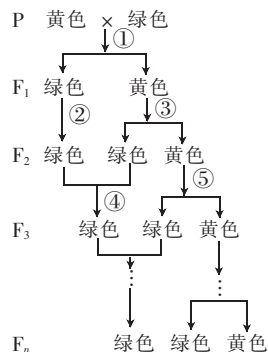 P 黄色 × 绿色
①
F₁ 绿色 黄色
② ③
F₂ 绿色 绿色 黄色
④ ⑤
F₃ 绿色 绿色 黄色
⋮ ⋮
Fₙ 绿色 绿色 黄色